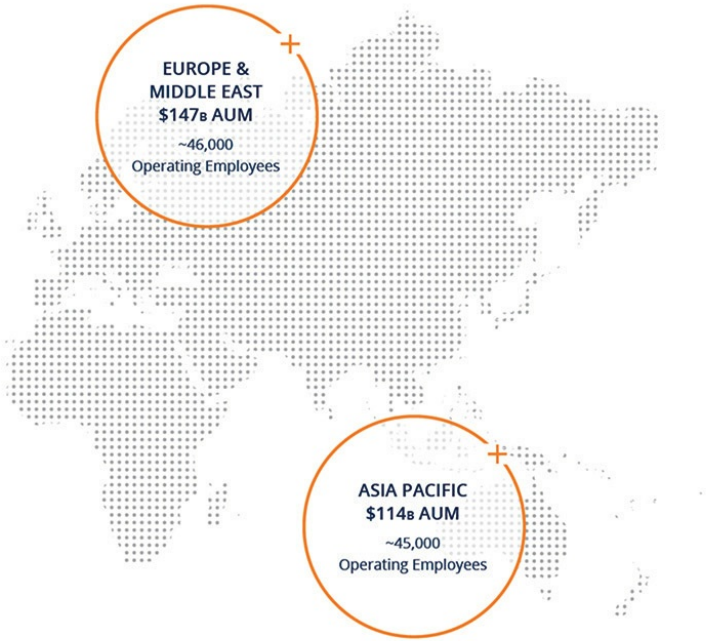 EUROPE &
MIDDLE EAST
$147B AUM
~46,000
Operating Employees
ASIA PACIFIC
$114B AUM
~45,000
Operating Employees